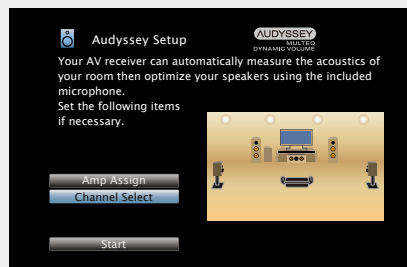 Audyssey Setup
AUDYSSEY
MULTEQ
DYNAMIC VOLUME
Your AV receiver can automatically measure the acoustics of
your room then optimize your speakers using the included
microphone.
Set the following items
if necessary.
Amp Assign
Channel Select
Start